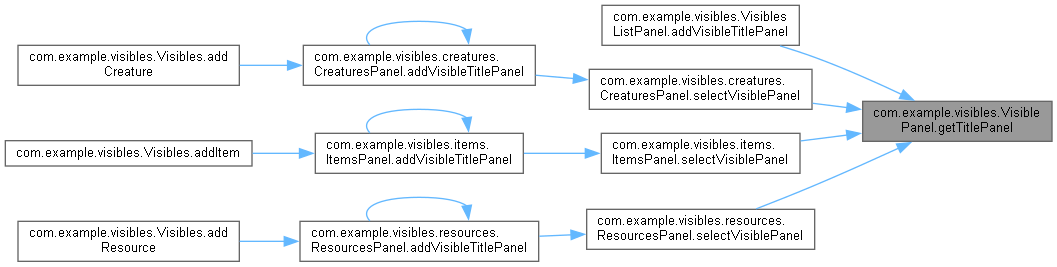 com.example.visibles.Visibles
ListPanel.addVisibleTitlePanel
com.example.visibles.Visibles.add
Creature
com.example.visibles.creatures.
CreaturesPanel.addVisibleTitlePanel
com.example.visibles.creatures.
CreaturesPanel.selectVisiblePanel
com.example.visibles.Visible
Panel.getTitlePanel
com.example.visibles.Visibles.addItem
com.example.visibles.items.
ItemsPanel.addVisibleTitlePanel
com.example.visibles.items.
ItemsPanel.selectVisiblePanel
com.example.visibles.Visibles.add
Resource
com.example.visibles.resources.
ResourcesPanel.addVisibleTitlePanel
com.example.visibles.resources.
ResourcesPanel.selectVisiblePanel